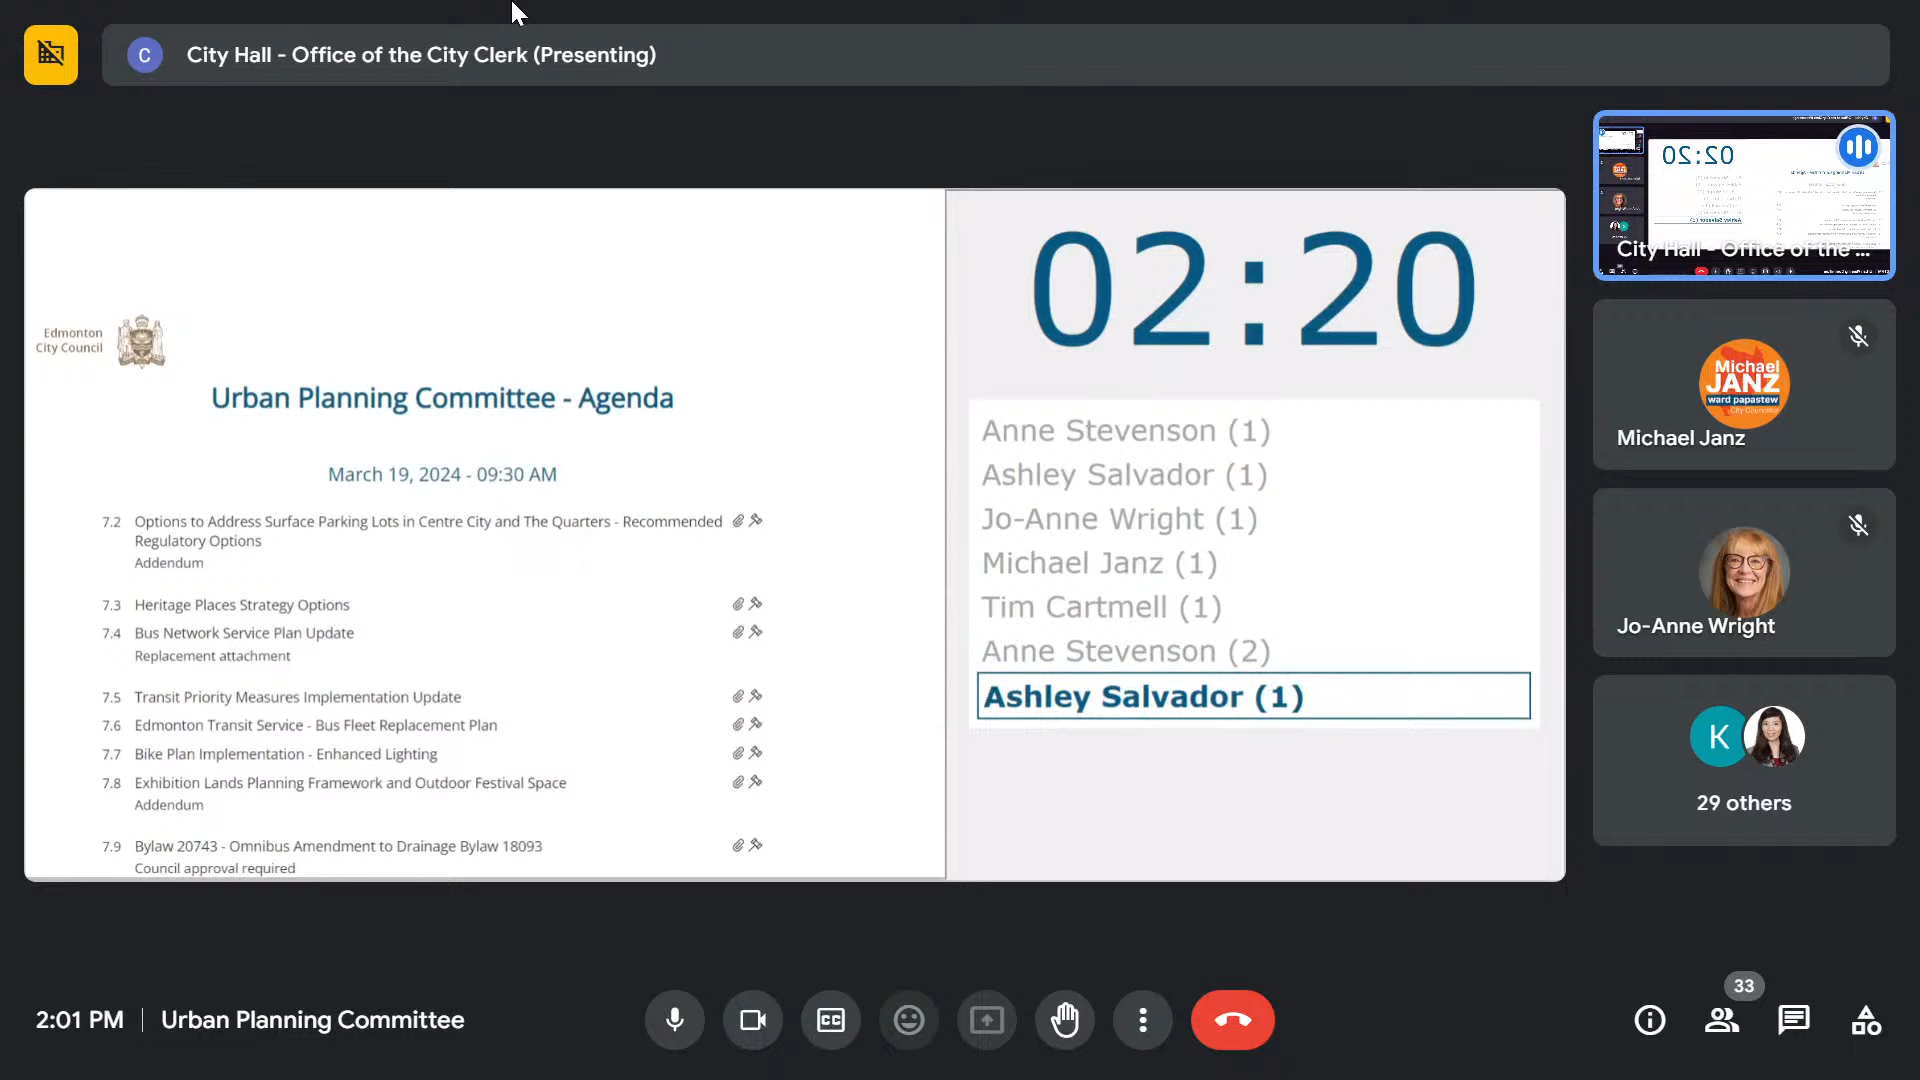 C
City Hall - Office of the City Clerk (Presenting)
Edmonton
City Council
Urban Planning Committee - Agenda
March 19, 2024 - 09:30 AM
7.2 Options to Address Surface Parking Lots in Centre City and The Quarters - Recommended
Regulatory Options
Addendum
7.3 Heritage Places Strategy Options
7.4 Bus Network Service Plan Update
Replacement attachment
7.5 Transit Priority Measures Implementation Update
7.6 Edmonton Transit Service - Bus Fleet Replacement Plan
7.7 Bike Plan Implementation - Enhanced Lighting
7.8 Exhibition Lands Planning Framework and Outdoor Festival Space
Addendum
7.9 Bylaw 20743 - Omnibus Amendment to Drainage Bylaw 18093
Council approval required
02:20
Anne Stevenson (1)
Ashley Salvador (1)
Jo-Anne Wright (1)
Michael Janz (1)
Tim Cartmell (1)
Anne Stevenson (2)
Ashley Salvador (1)
02:20
Ashley Salvador (1)
City Hall - Office of the ...
Michael
JANZ
ward papastew
City Councillor
Michael Janz
Jo-Anne Wright
K
29 others
2:01 PM
Urban Planning Committee
CC
33